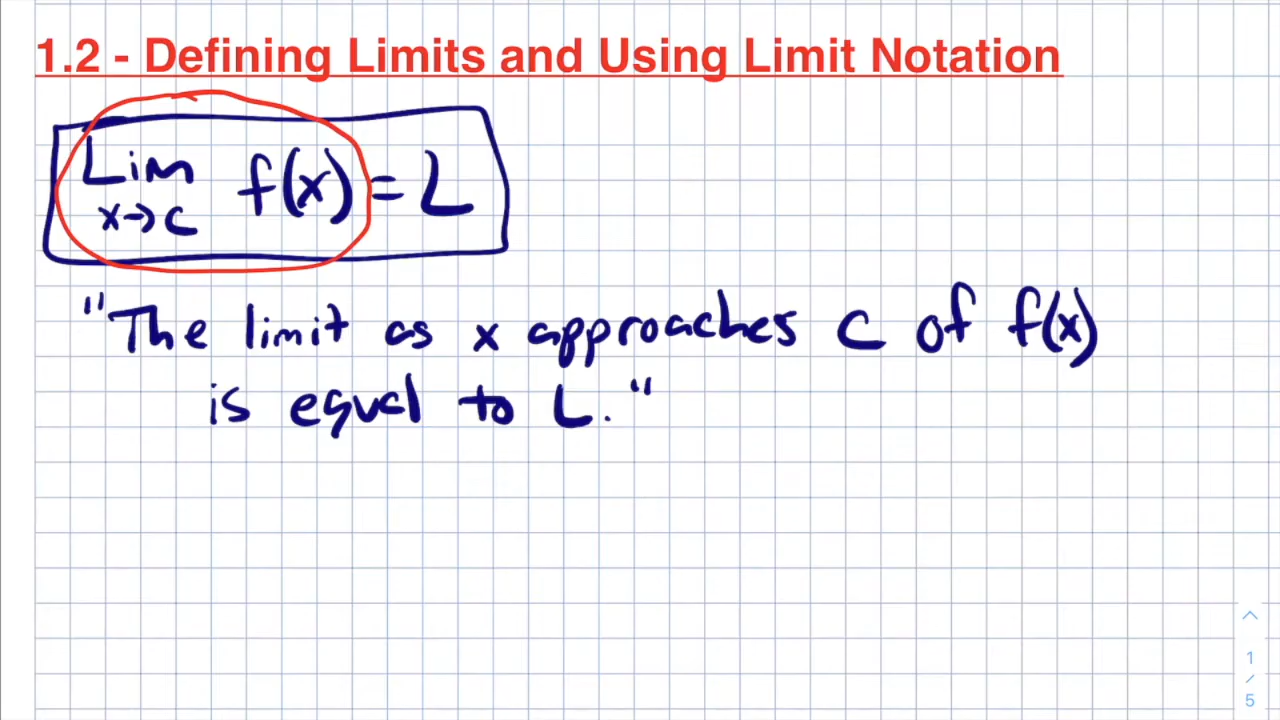 1.2 - Defining Limits and Using Limit Notation
Lim f(x) = L
x→c
"The limit as x approaches c of f(x)
is equal to L."
1
/
5